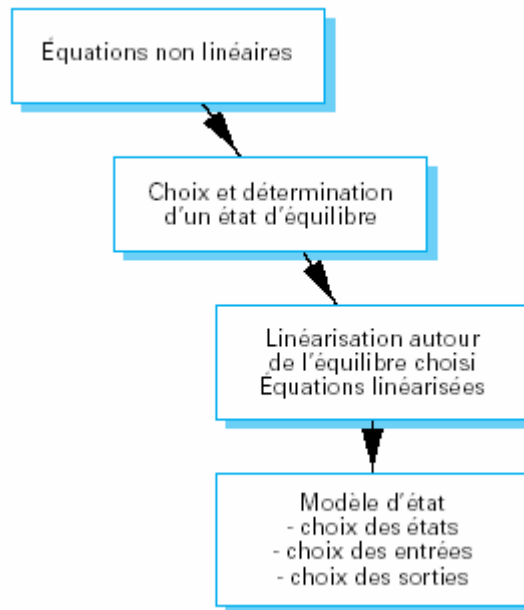 Équations non linéaires
Choix et détermination
d'un état d'équilibre
Linéarisation autour
de l'équilibre choisi
Équations linéarisées
Modèle d'état
- choix des états
- choix des entrées
- choix des sorties